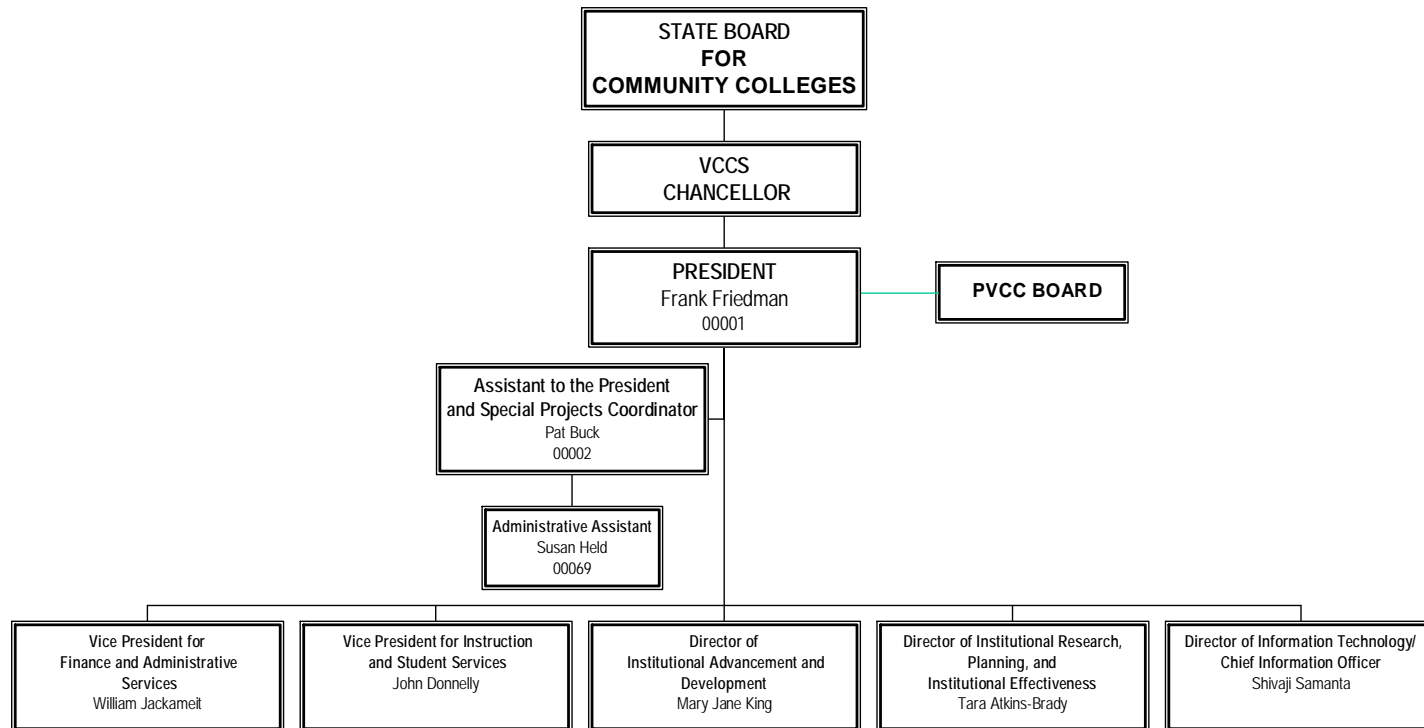 STATE BOARD
FOR
COMMUNITY COLLEGES
VCCS
CHANCELLOR
PRESIDENT
Frank Friedman
00001
PVCC BOARD
Assistant to the President
and Special Projects Coordinator
Pat Buck
00002
Administrative Assistant
Susan Held
00069
Vice President for
Finance and Administrative
Services
William Jackameit
Vice President for Instruction
and Student Services
John Donnelly
Director of
Institutional Advancement and
Development
Mary Jane King
Director of Institutional Research,
Planning, and
Institutional Effectiveness
Tara Atkins-Brady
Director of Information Technology/
Chief Information Officer
Shivaji Samanta